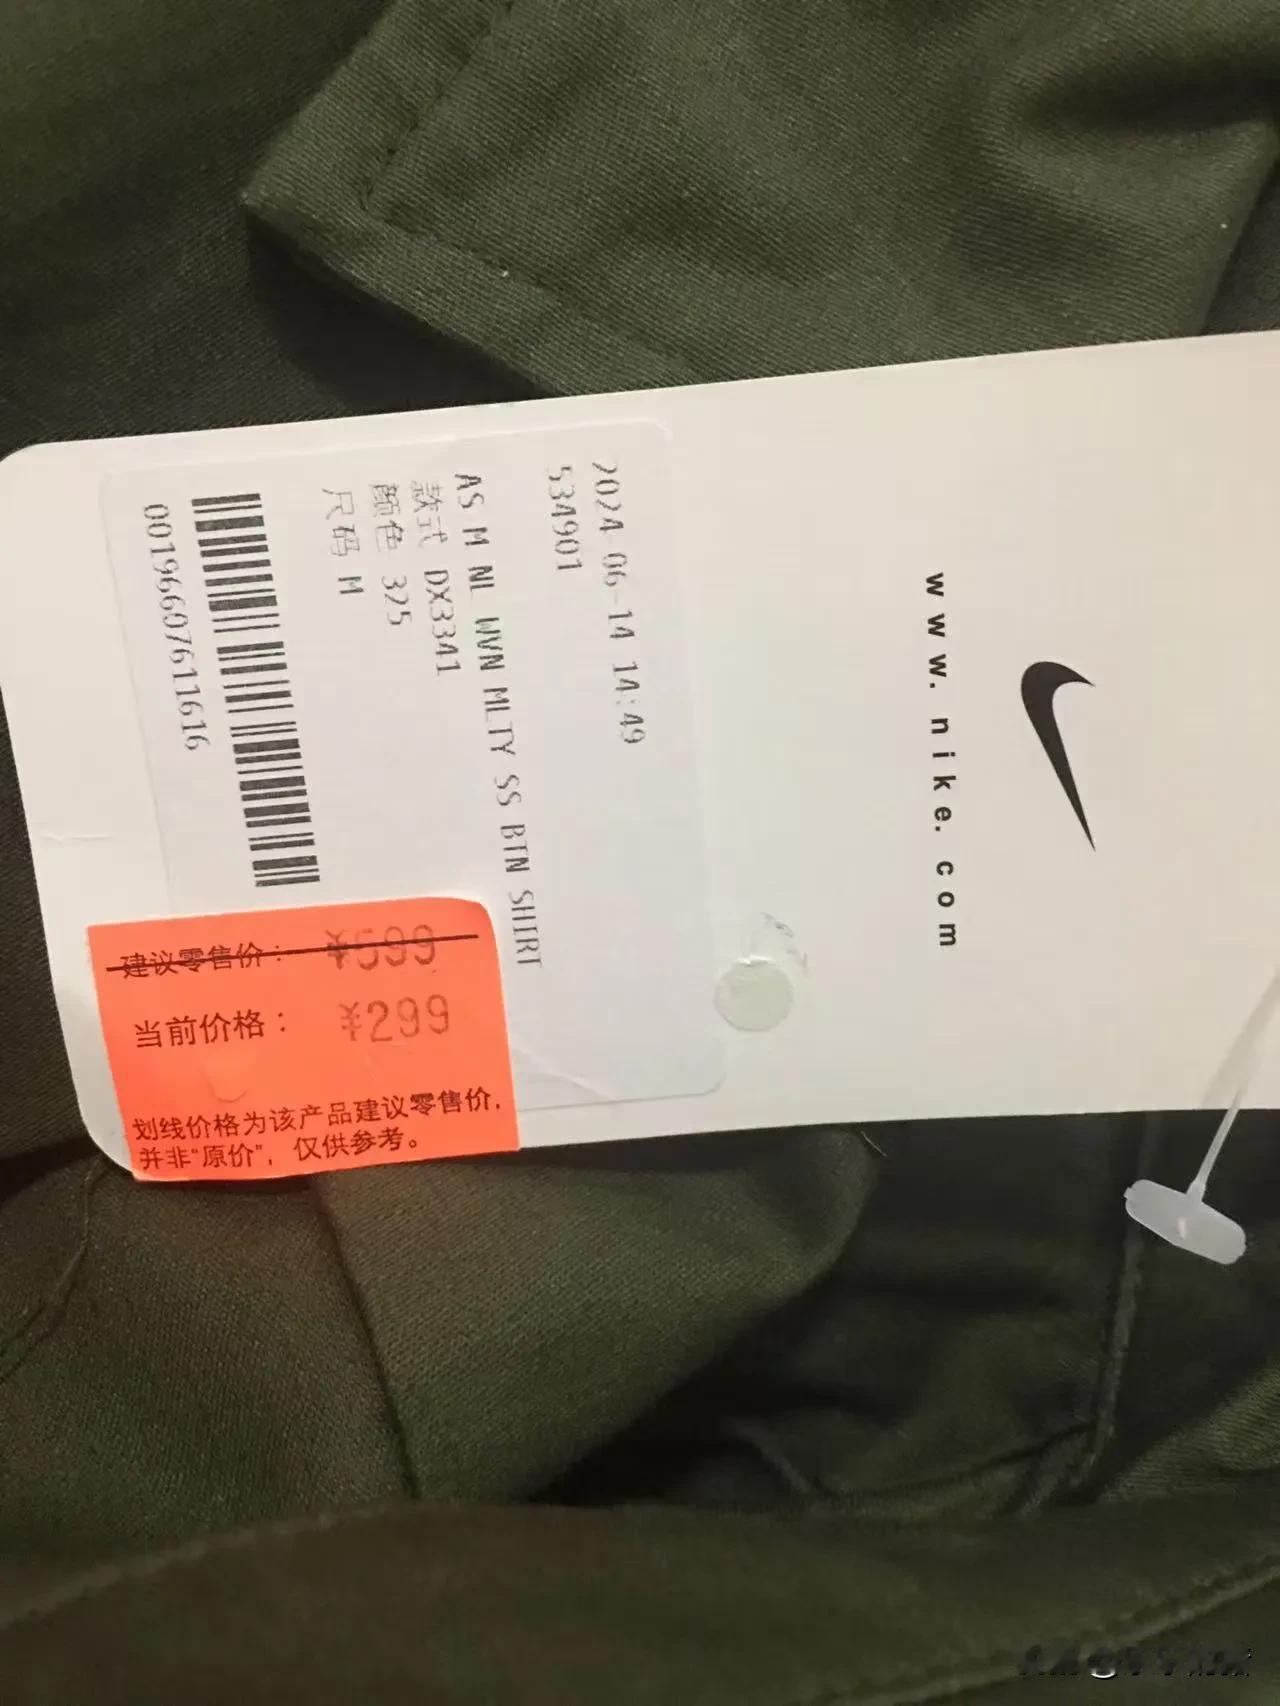 www.nike.com
2024-06-14 14:49
534901
AS M NL WVN MLTY SS BTN SHIRT
款式 DX3341
颜色 325
尺码 M
00196607611616
建议零售价： ¥599
当前价格： ¥299
划线价格为该产品建议零售价，
并非“原价”，仅供参考。